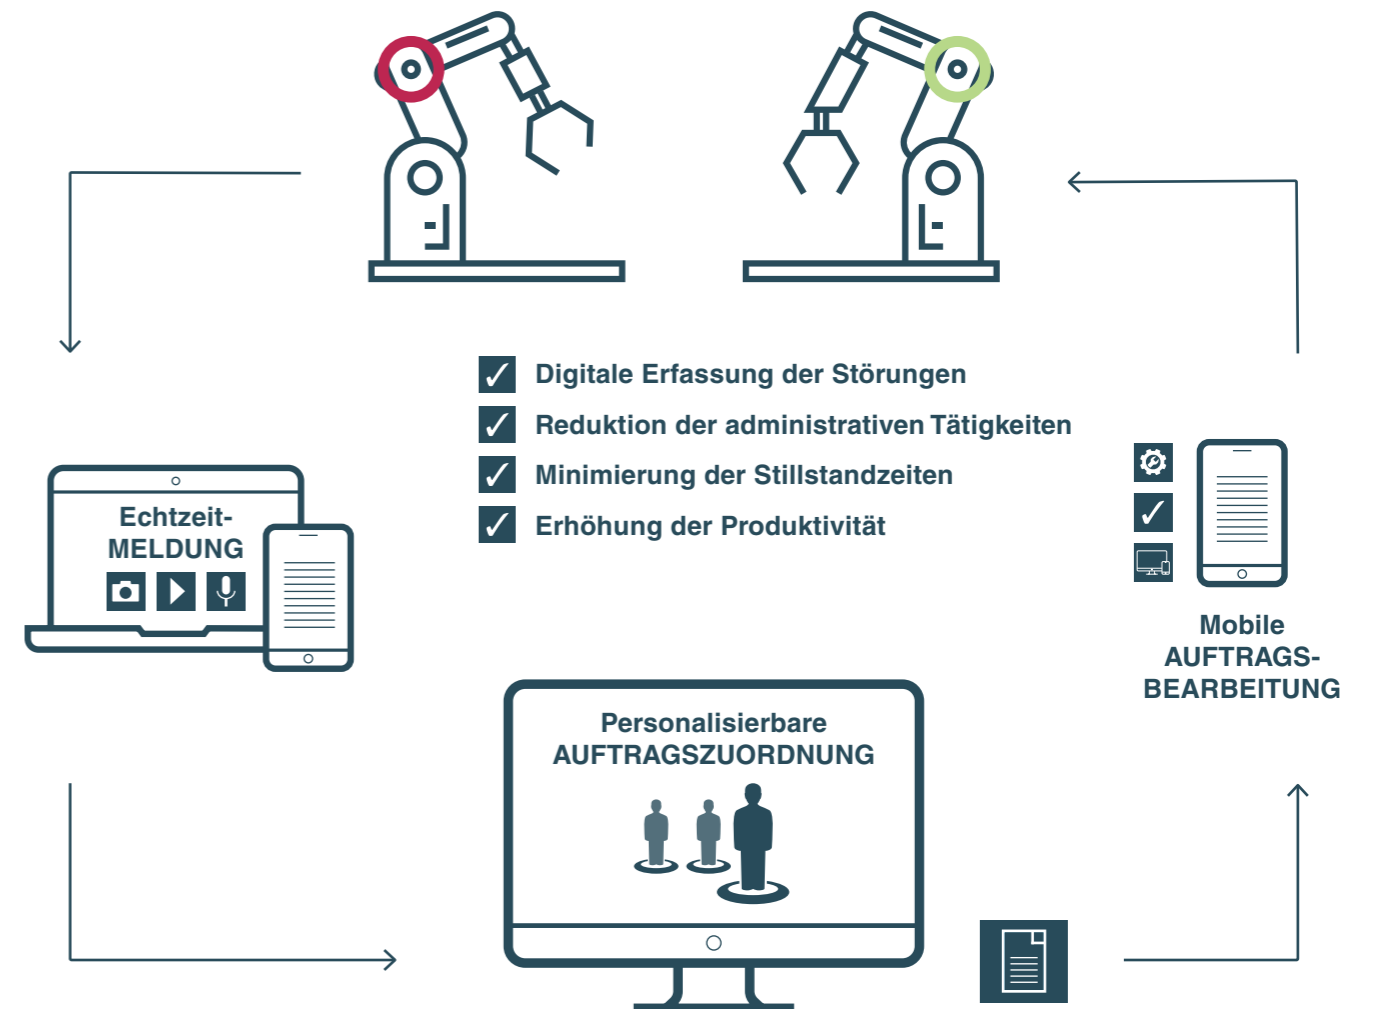 Digitale Erfassung der Störungen
Reduktion der administrativen Tätigkeiten
Minimierung der Stillstandzeiten
Erhöhung der Produktivität
Echtzeit-
MELDUNG
Mobile
AUFTRAGS-
BEARBEITUNG
Personalisierbare
AUFTRAGSZUORDNUNG